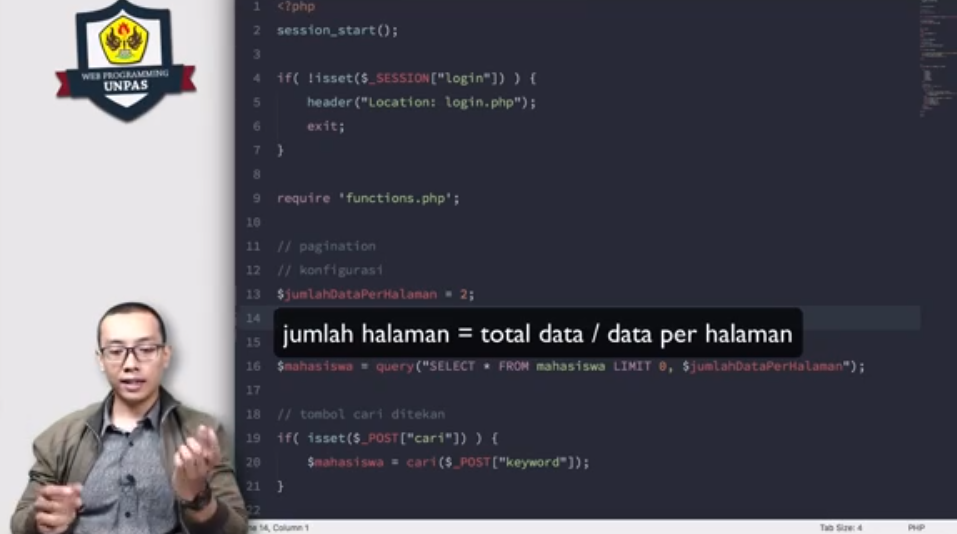 WEB PROGRAMMING
UNPAS
1 <?php
2 session_start();
3
4 if( !isset($_SESSION["login"]) ) {
5 header("Location: login.php");
6 exit;
7 }
8
9 require 'functions.php';
10
11 // pagination
12 // konfigurasi
13 $jumlahDataPerHalaman = 2;
14
jumlah halaman = total data / data per halaman
15
16 $mahasiswa = query("SELECT * FROM mahasiswa LIMIT 0, $jumlahDataPerHalaman");
17
18 // tombol cari ditekan
19 if( isset($_POST["cari"]) ) {
20 $mahasiswa = cari($_POST["keyword"]);
21 }
22
14, Column 1
Tab Size: 4
PHP